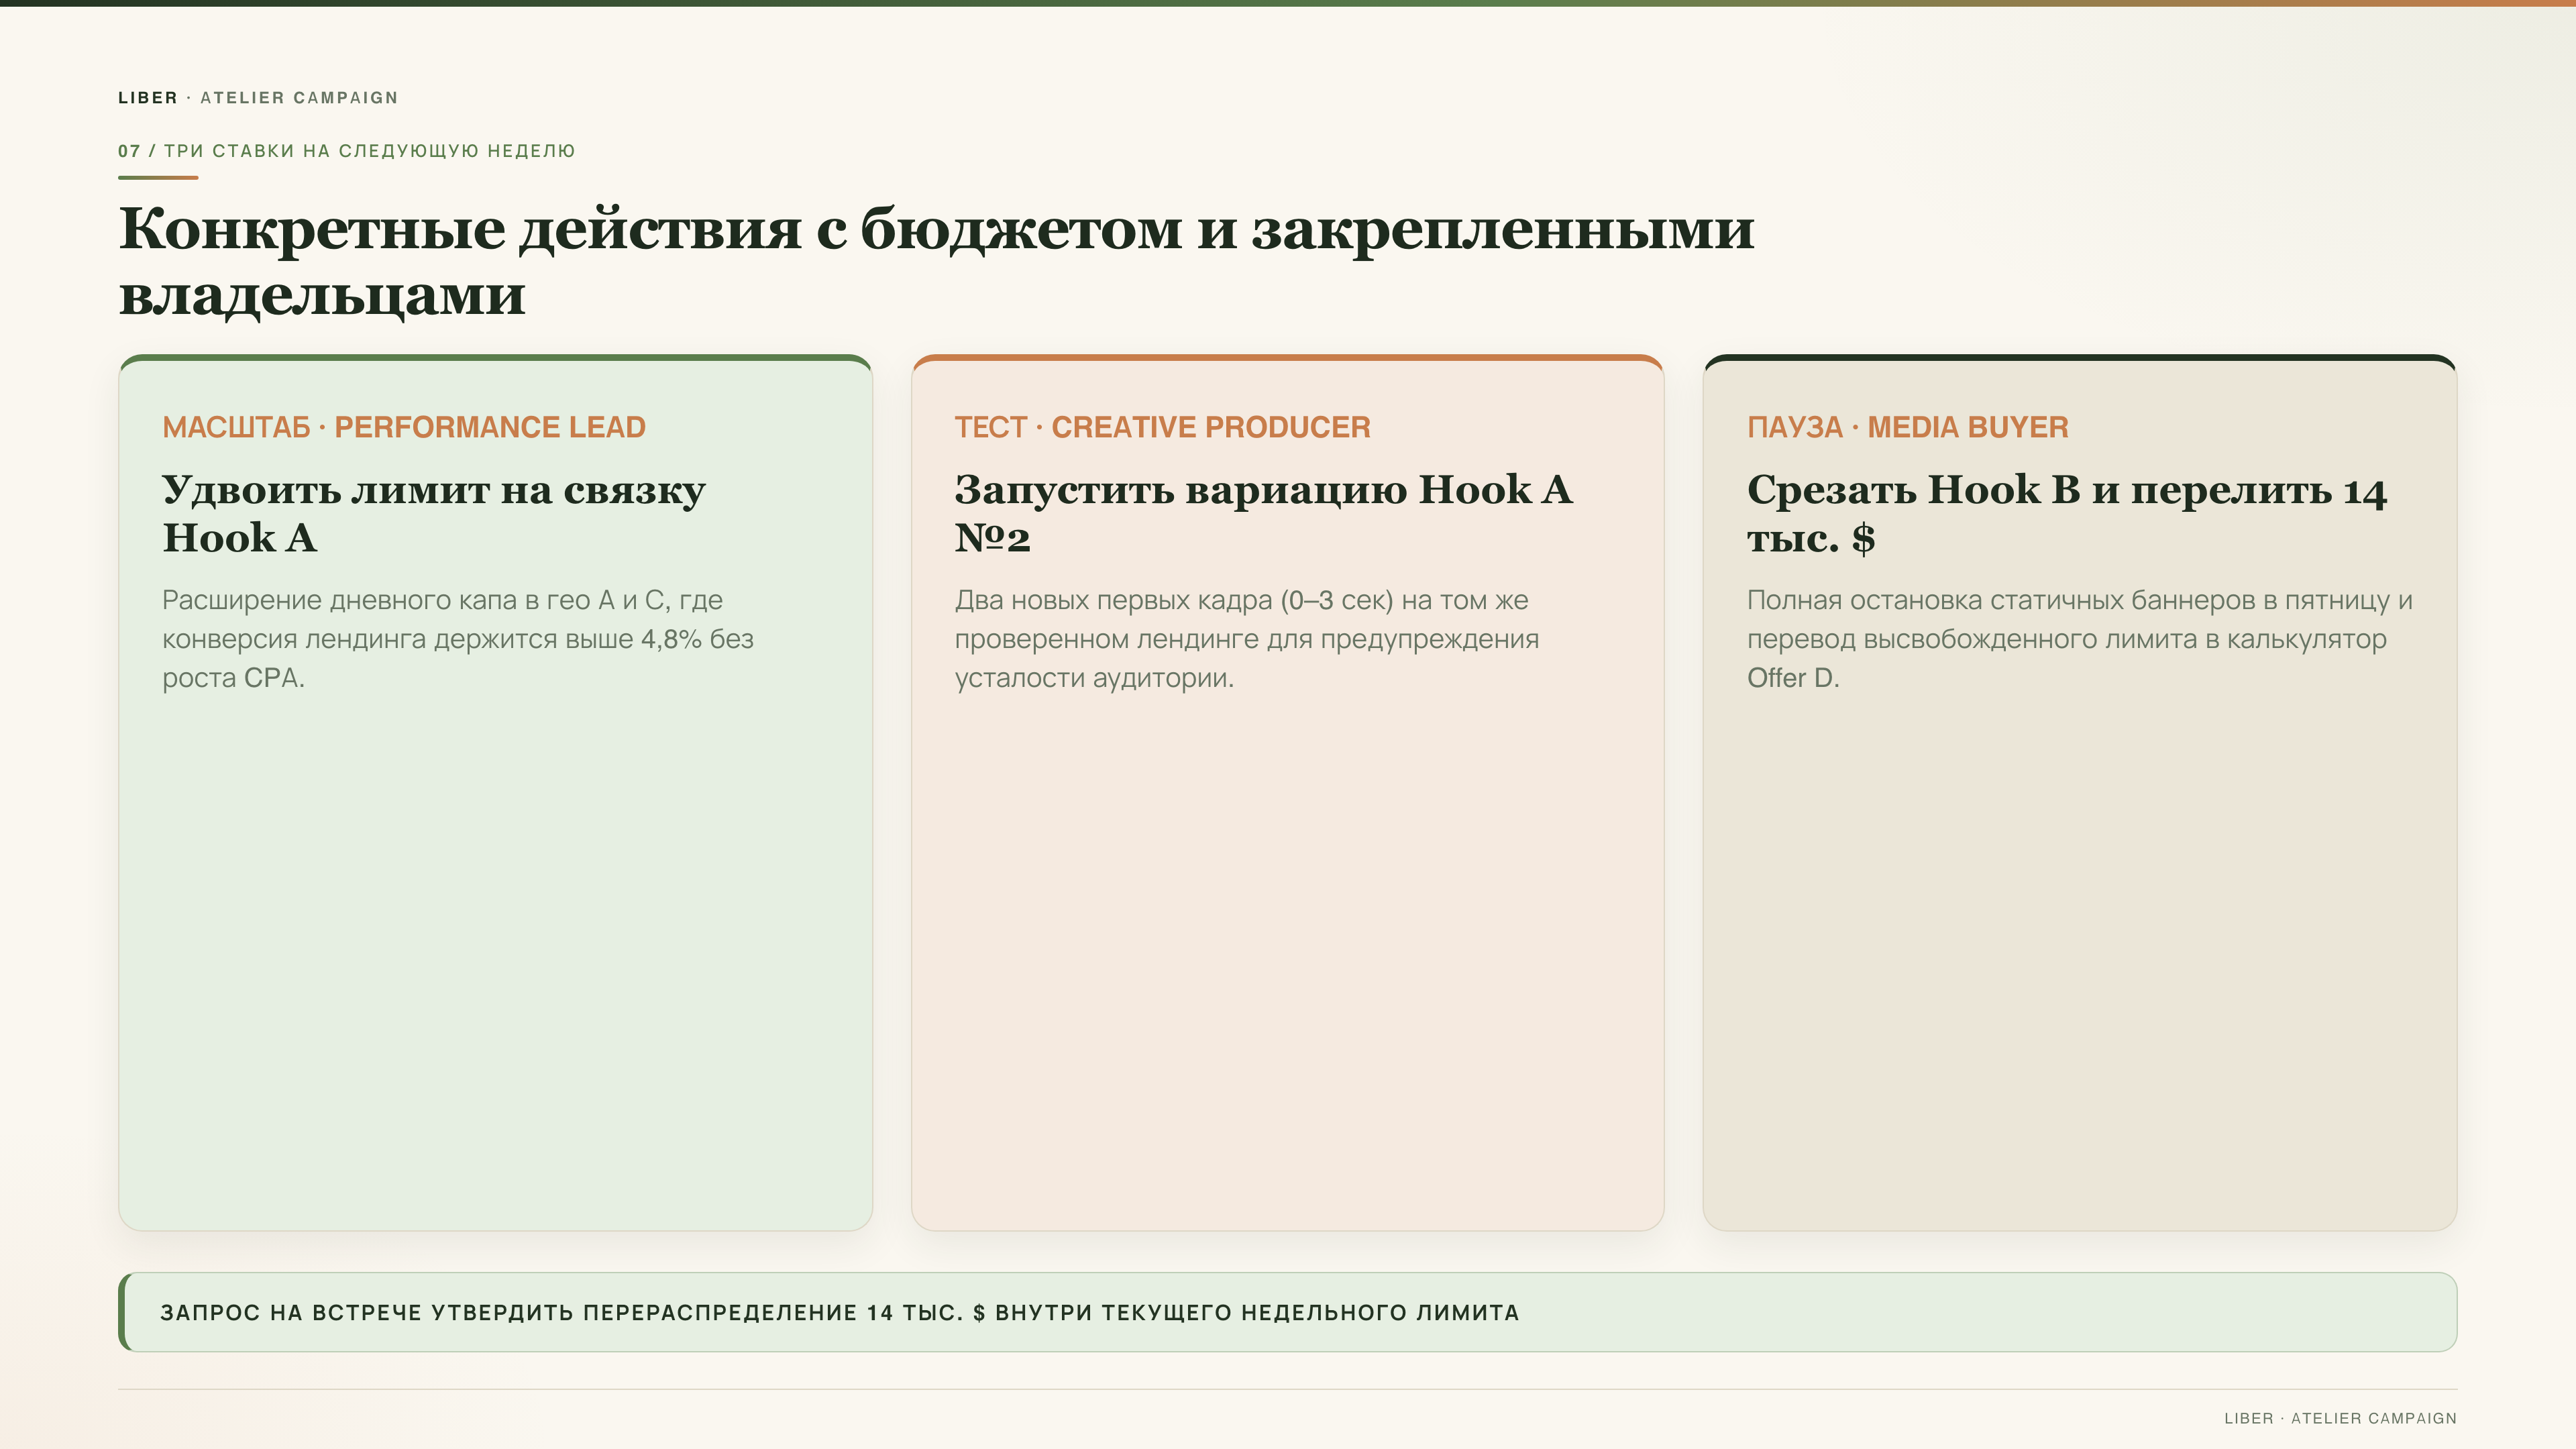 LIBER · ATELIER CAMPAIGN
07 / ТРИ СТАВКИ НА СЛЕДУЮЩУЮ НЕДЕЛЮ
Конкретные действия с бюджетом и закрепленными
владельцами
МАСШТАБ · PERFORMANCE LEAD
Удвоить лимит на связку
Hook A
Расширение дневного капа в гео A и C, где
конверсия лендинга держится выше 4,8% без
роста CPA.
ТЕСТ · CREATIVE PRODUCER
Запустить вариацию Hook A
№2
Два новых первых кадра (0–3 сек) на том же
проверенном лендинге для предупреждения
усталости аудитории.
ПАУЗА · MEDIA BUYER
Срезать Hook B и перелить 14
тыс. $
Полная остановка статичных баннеров в пятницу и
перевод высвобожденного лимита в калькулятор
Offer D.
ЗАПРОС НА ВСТРЕЧЕ УТВЕРДИТЬ ПЕРЕРАСПРЕДЕЛЕНИЕ 14 ТЫС. $ ВНУТРИ ТЕКУЩЕГО НЕДЕЛЬНОГО ЛИМИТА
LIBER · ATELIER CAMPAIGN